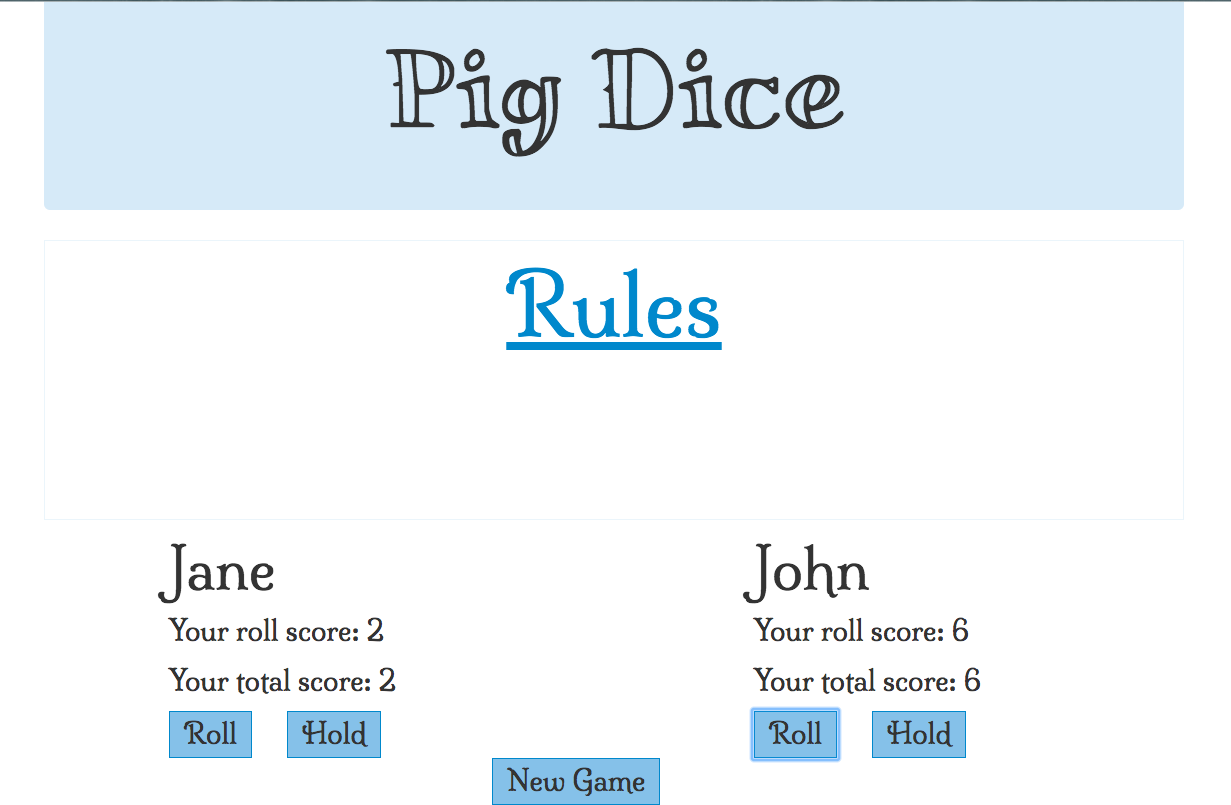 Pig Dice
Rules
Jane
Your roll score: 2
Your total score: 2
Roll Hold
John
Your roll score: 6
Your total score: 6
Roll Hold
New Game